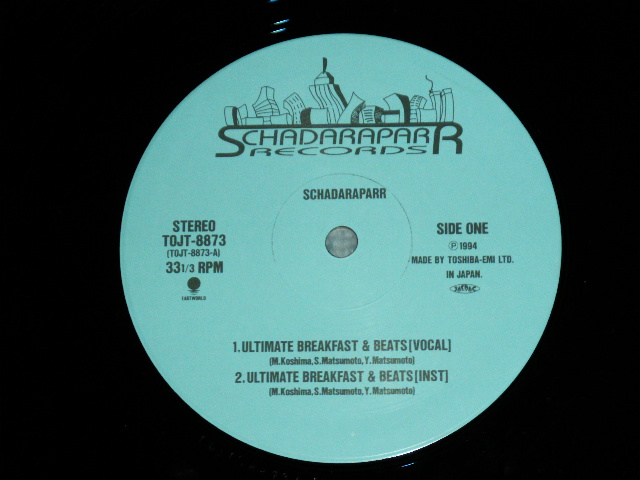 SCHADARAPARR
RECORDS
SCHADARAPARR
STEREO
TOJT-8873
(TOJT-8873-A)
33 1/3 RPM
EASTWORLD
SIDE ONE
Ⓟ 1994
MADE BY TOSHIBA-EMI LTD.
IN JAPAN.
JASRAC
1. ULTIMATE BREAKFAST & BEATS[VOCAL]
(M.Koshima, S.Matsumoto, Y.Matsumoto)
2. ULTIMATE BREAKFAST & BEATS[INST]
(M.Koshima, S.Matsumoto, Y.Matsumoto)